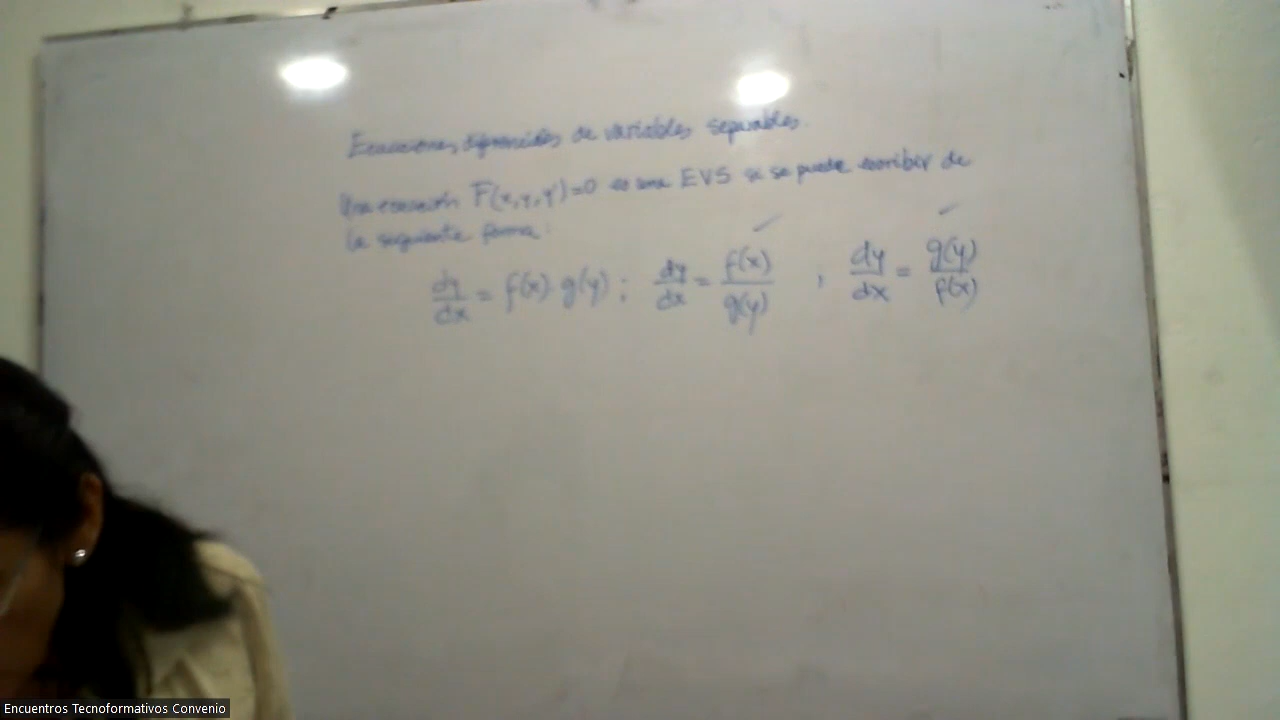 Ecuaciones diferenciales de variables separables.
Una ecuación F(x,y,y')=0 es una EVS si se puede escribir de
la siguiente forma:
dy/dx = f(x)·g(y); dy/dx = f(x)/g(y) , dy/dx = g(y)/f(x)
Encuentros Tecnoformativos Convenio